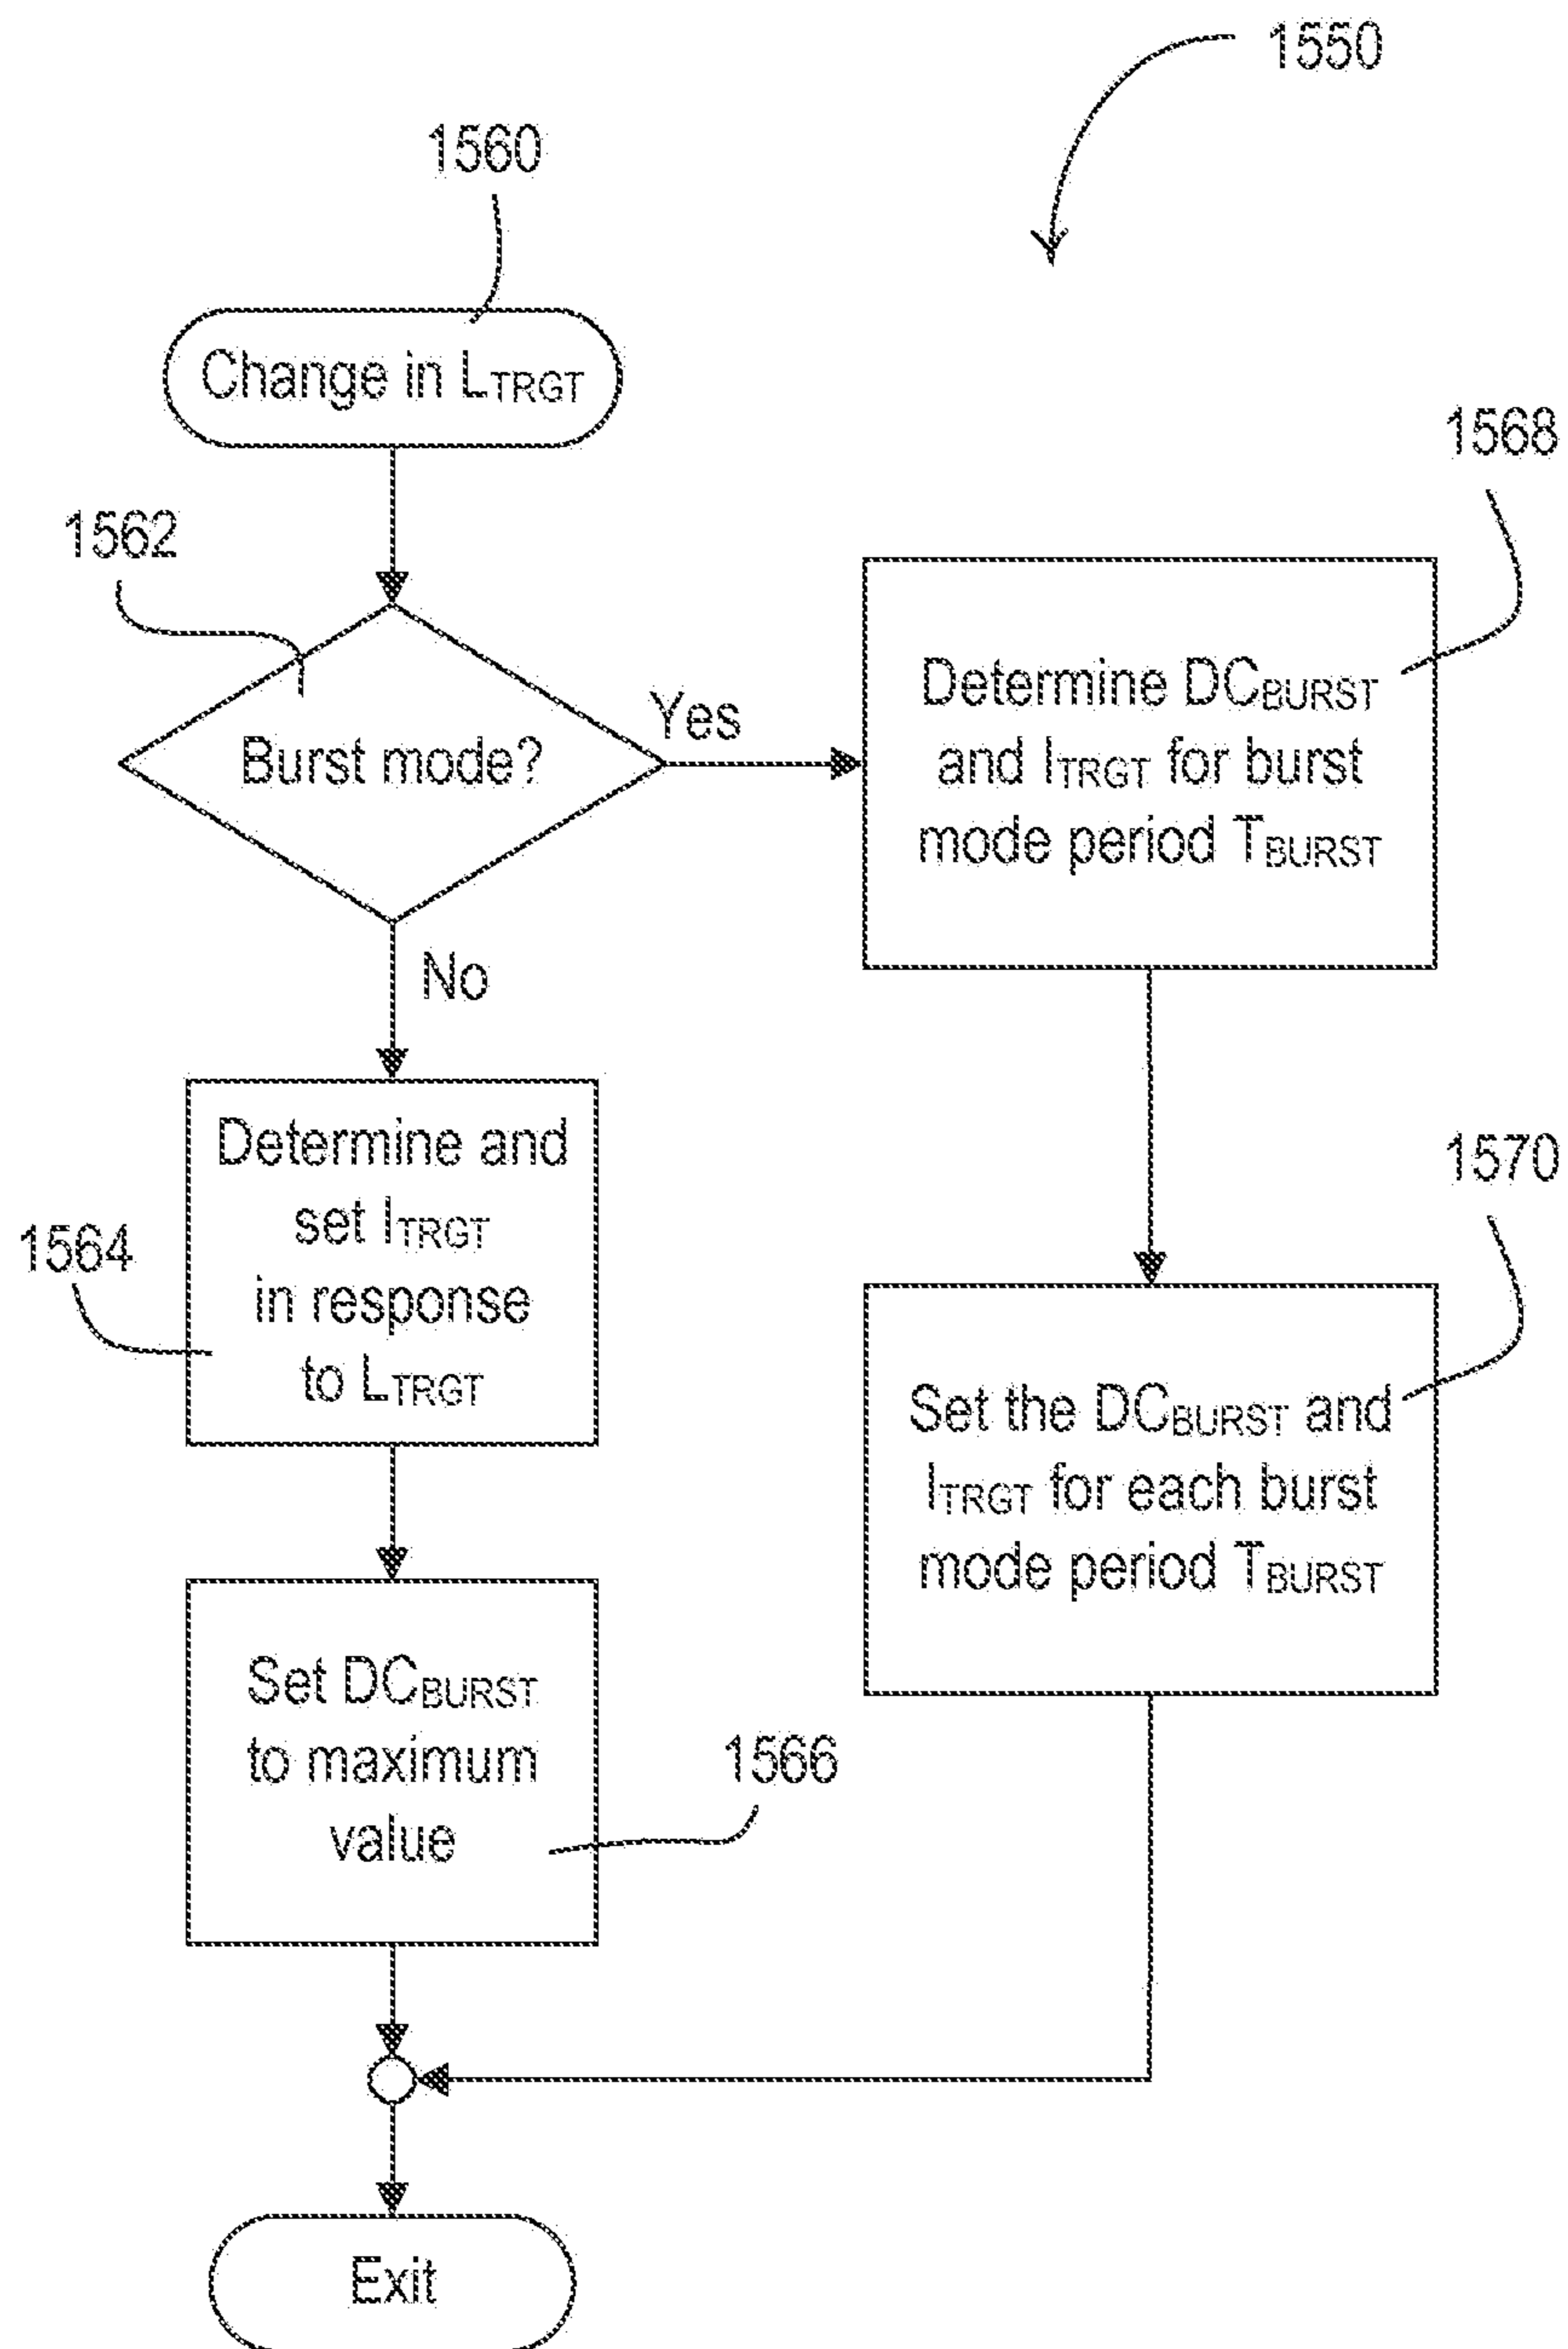 1550
1560
Change in LTRGT
1568
1562
Determine DCBURST
and ITRGT for burst
mode period TBURST
Yes
Burst mode?
No
Determine and
set ITRGT
in response
to LTRGT
1564
1570
Set the DCBURST and
ITRGT for each burst
mode period TBURST
Set DCBURST
to maximum
value
1566
Exit